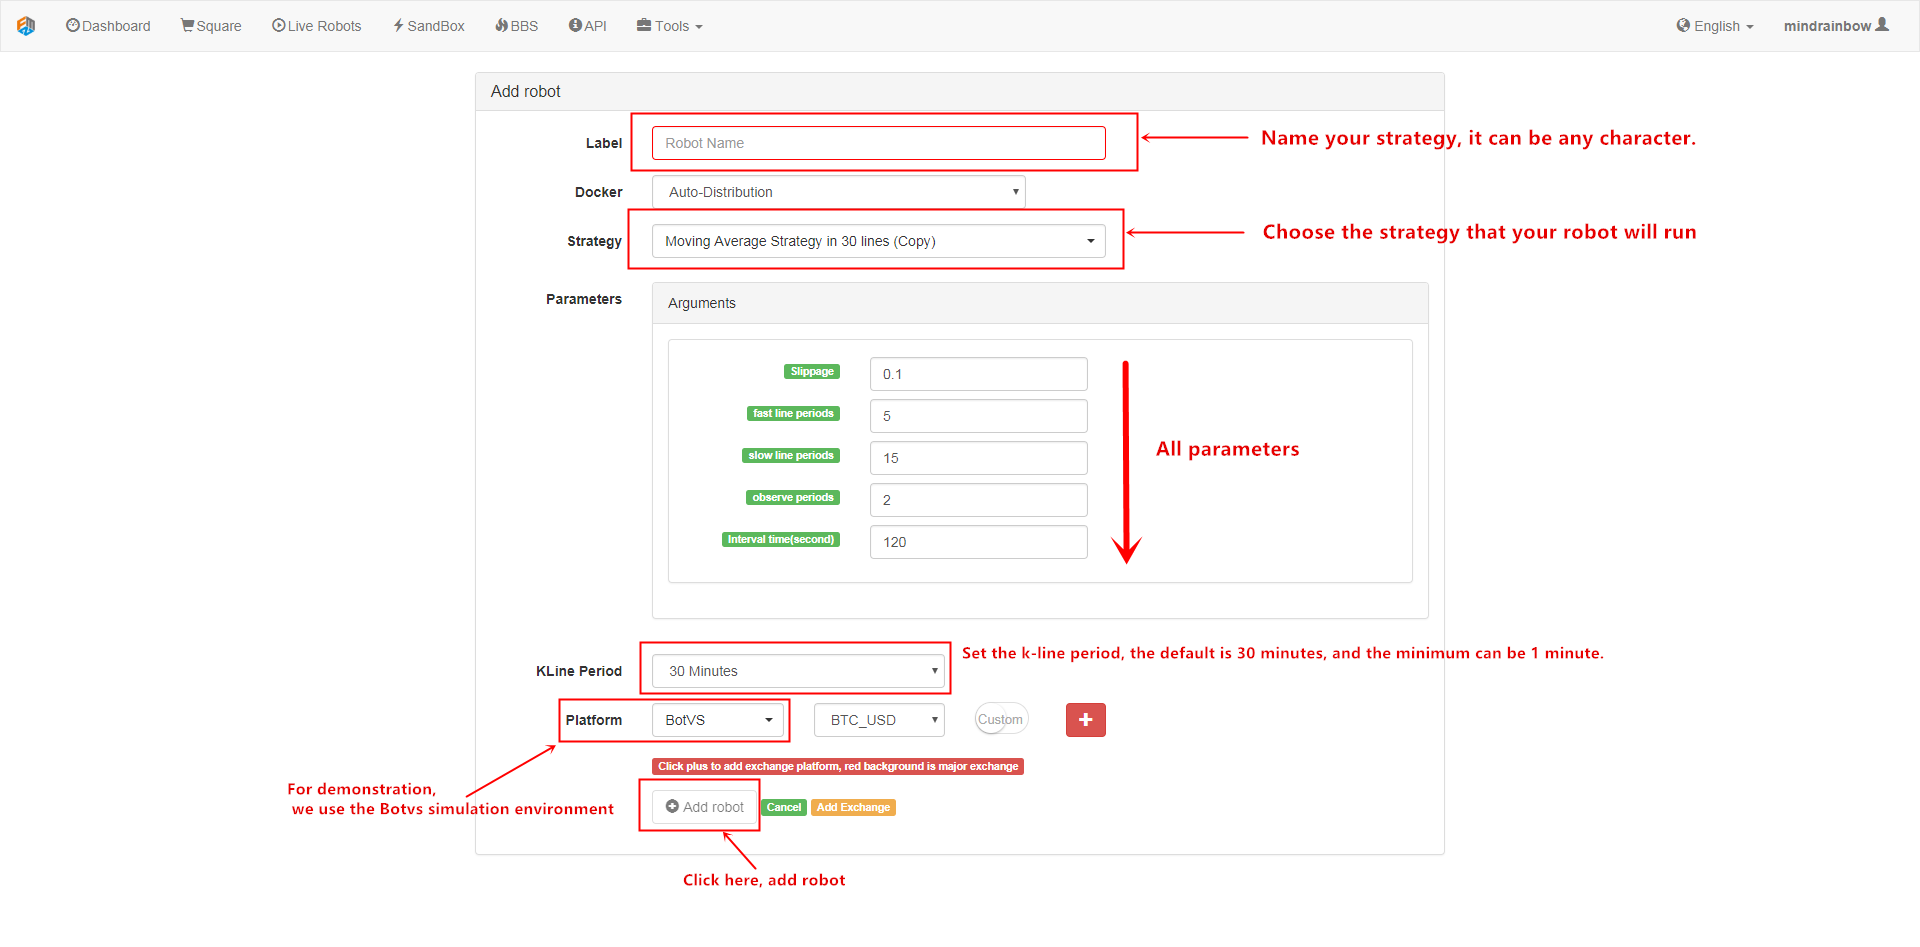 Dashboard Square Live Robots SandBox BBS API Tools English mindrainbow
Add robot
Label Robot Name
Name your strategy, it can be any character.
Docker Auto-Distribution
Strategy Moving Average Strategy in 30 lines (Copy)
Choose the strategy that your robot will run
Parameters Arguments
Slippage 0.1
fast line periods 5
slow line periods 15
All parameters
observe periods 2
Interval time(second) 120
Set the k-line period, the default is 30 minutes, and the minimum can be 1 minute.
KLine Period 30 Minutes
Platform BotVS BTC_USD Custom
Click plus to add exchange platform, red background is major exchange
For demonstration,
we use the Botvs simulation environment
Add robot Cancel Add Exchange
Click here, add robot